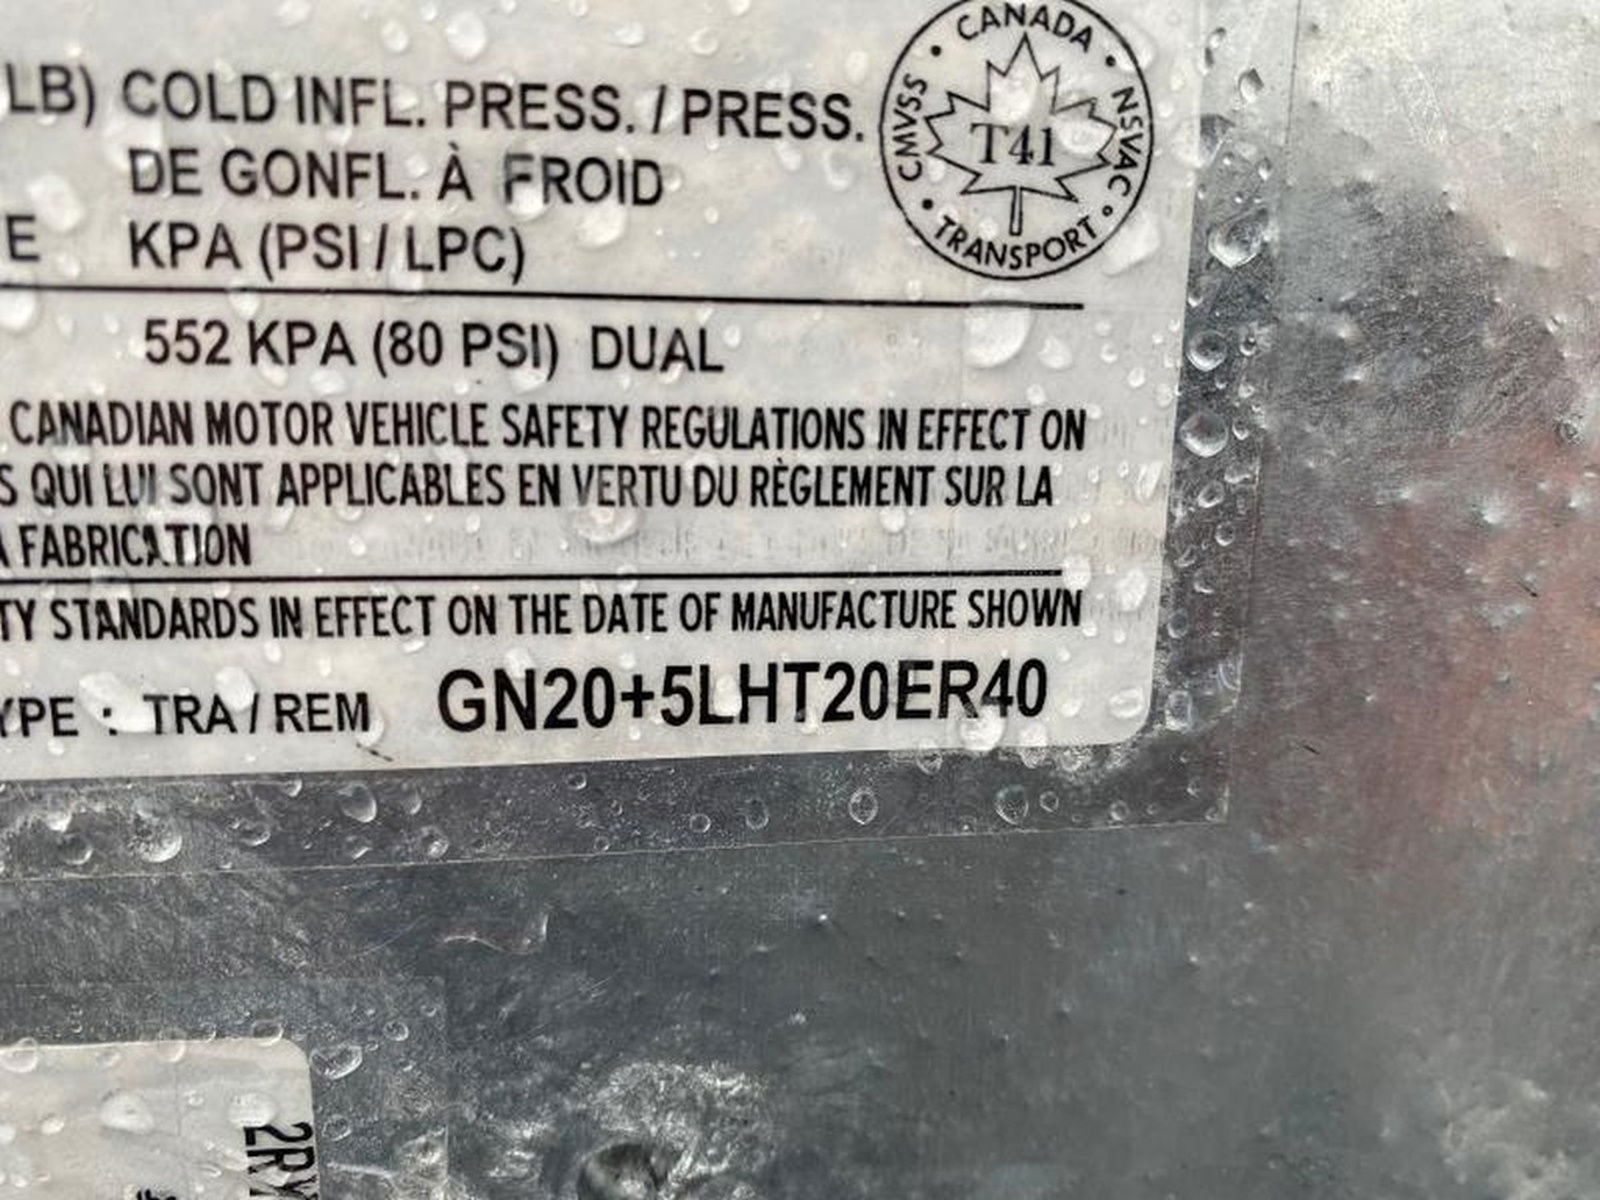 CANADA
CMVSS
T41
NSVAC
TRANSPORT
LB) COLD INFL. PRESS. / PRESS.
DE GONFL. À FROID
E KPA (PSI / LPC)
552 KPA (80 PSI) DUAL
CANADIAN MOTOR VEHICLE SAFETY REGULATIONS IN EFFECT ON
S QUI LUI SONT APPLICABLES EN VERTU DU RÈGLEMENT SUR LA
A FABRICATION
TY STANDARDS IN EFFECT ON THE DATE OF MANUFACTURE SHOWN
YPE : TRA / REM GN20+5LHT20ER40
2RY